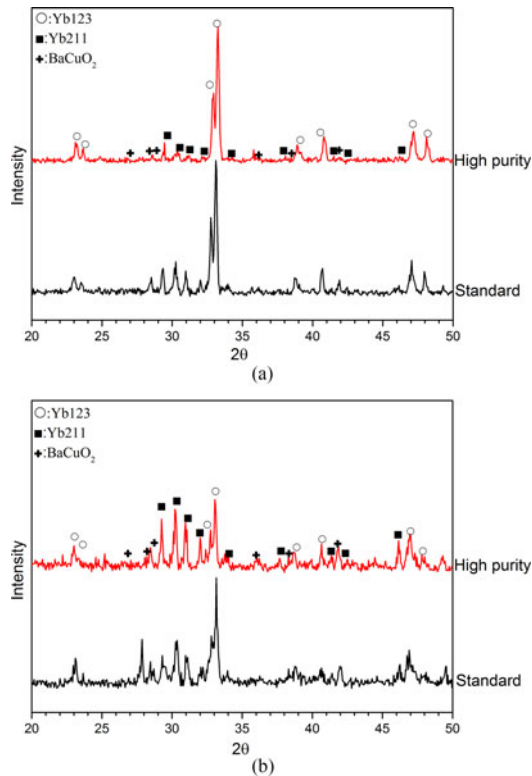 ○:Yb123
■:Yb211
✚:BaCuO₂
Intensity
High purity
Standard
20 25 30 35 40 45 50
2θ
(a)
○:Yb123
■:Yb211
✚:BaCuO₂
Intensity
High purity
Standard
20 25 30 35 40 45 50
2θ
(b)